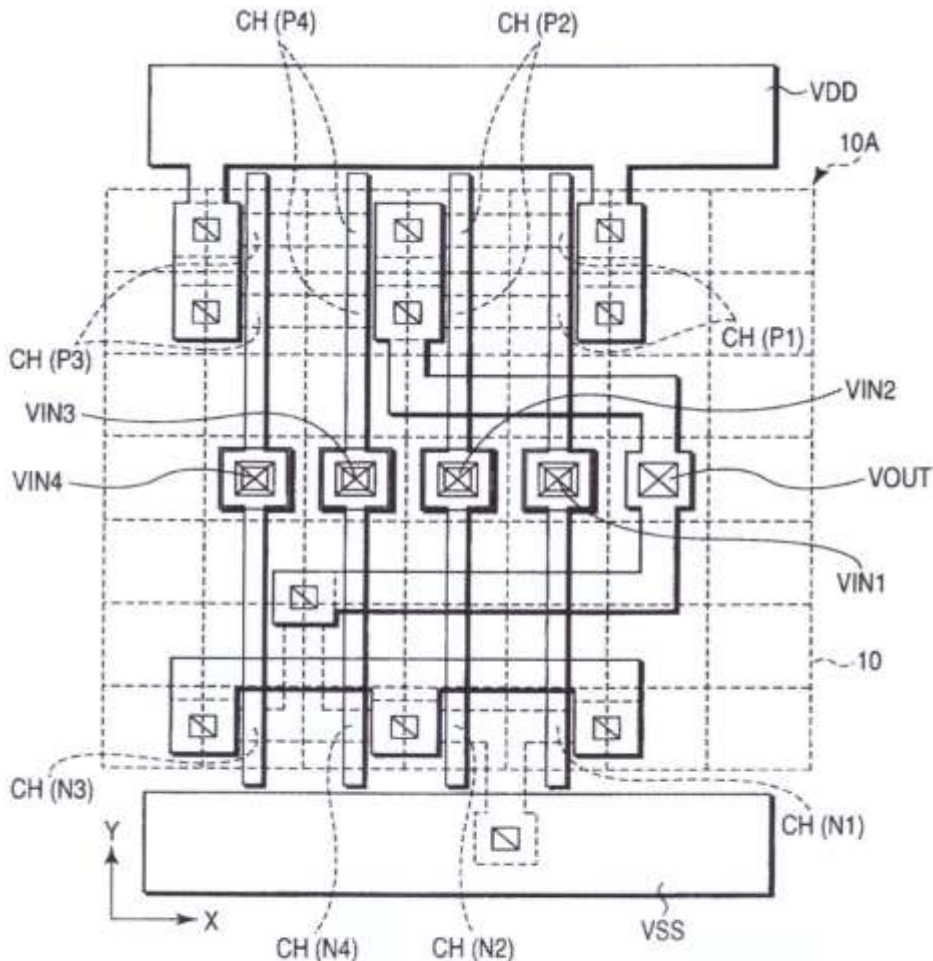 CH (P4)
CH (P2)
VDD
10A
CH (P3)
CH (P1)
VIN3
VIN2
VIN4
VOUT
VIN1
10
CH (N3)
CH (N1)
Y
X
CH (N4)
CH (N2)
VSS